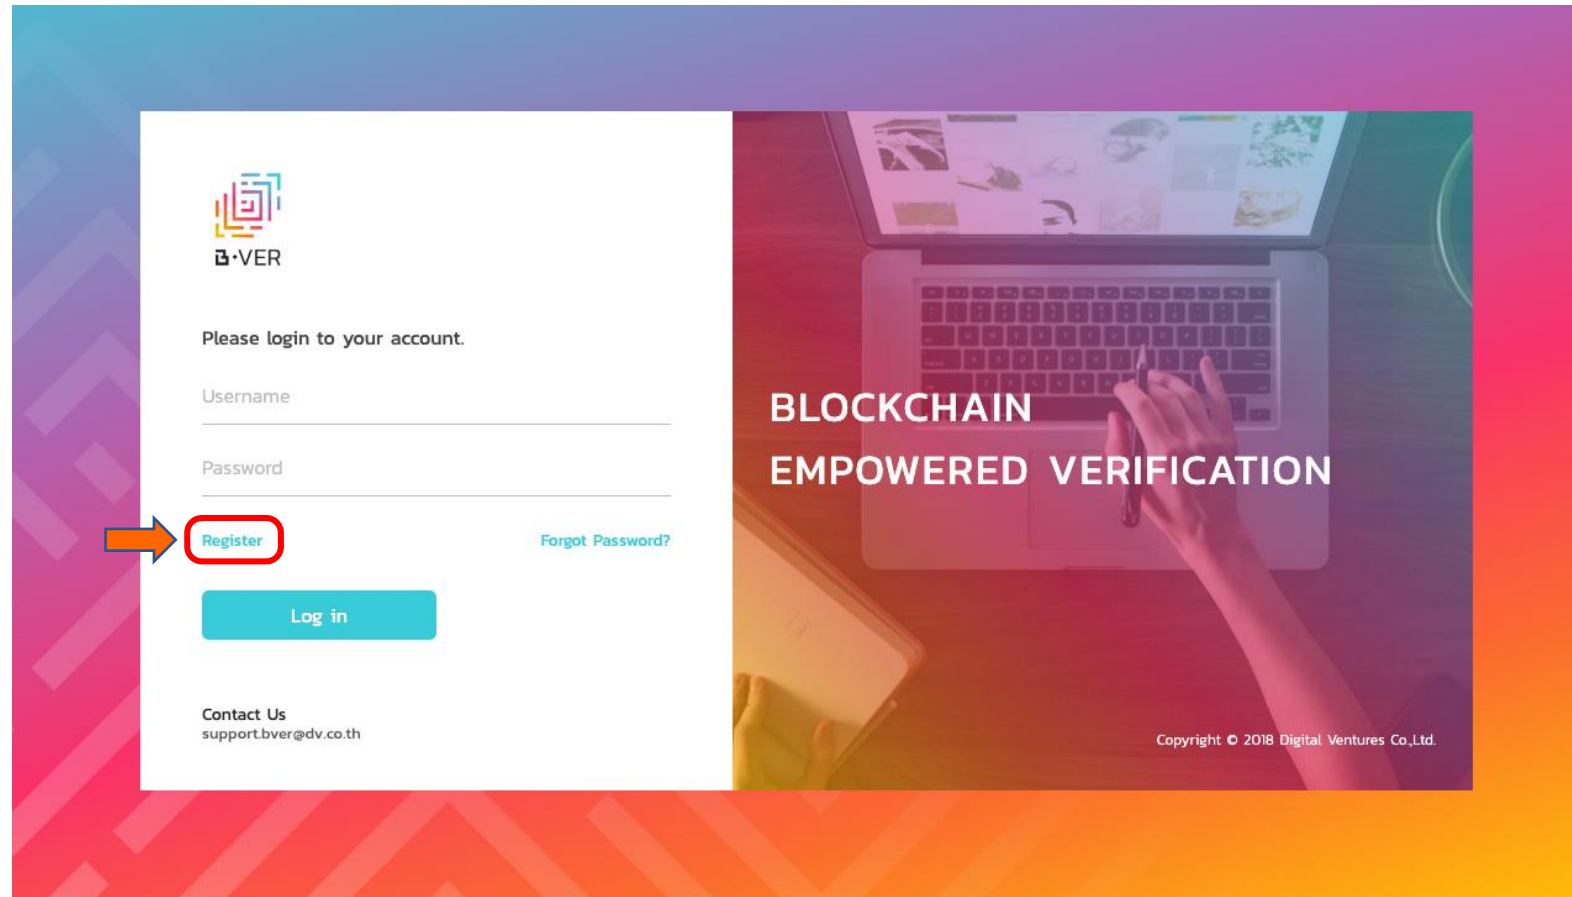 B·VER
Please login to your account.
Username
Password
Register
Forgot Password?
Log in
Contact Us
support.bver@dv.co.th
BLOCKCHAIN
EMPOWERED VERIFICATION
Copyright © 2018 Digital Ventures Co.,Ltd.